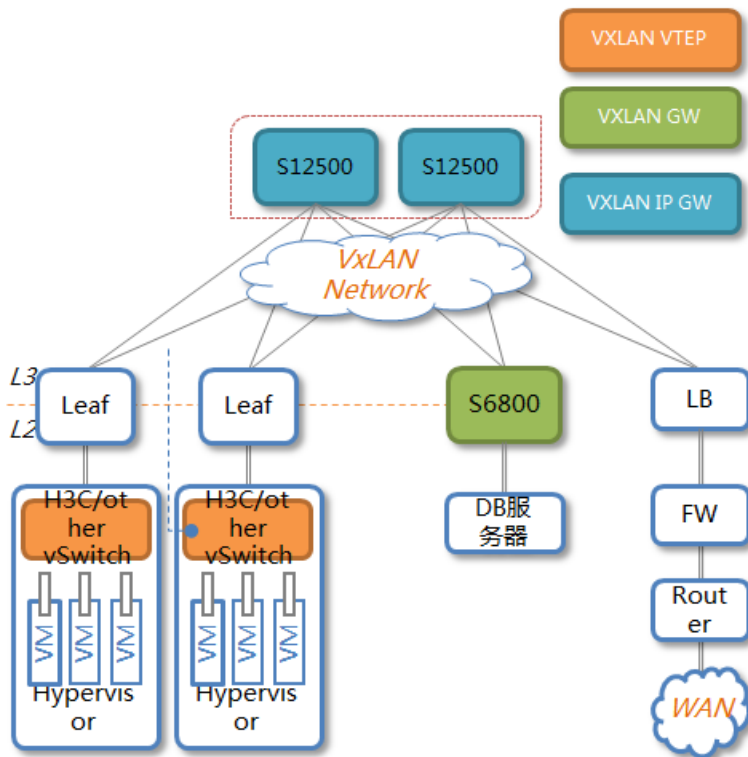 VXLAN VTEP
VXLAN GW
S12500
S12500
VXLAN IP GW
VxLAN
Network
L3
L2
Leaf
Leaf
S6800
LB
H3C/ot
her
vSwitch
H3C/ot
her
vSwitch
DB服
务器
FW
VM
VM
VM
VM
VM
VM
Rout
er
Hypervis
or
Hypervis
or
WAN